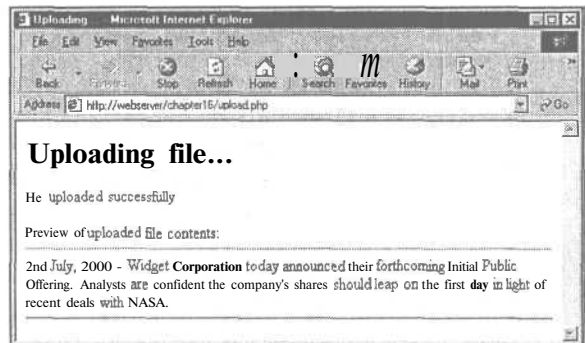 Uploading - Microsoft Internet Explorer
File Edit View Favorites Tools Help
Back Stop Refresh Home : Search m Favorites History Mail Print
Address http://webserver/chapter16/upload.php Go
Uploading file...
He uploaded successfully
Preview of uploaded file contents:
2nd July, 2000 - Widget Corporation today announced their forthcoming Initial Public
Offering. Analysts are confident the company's shares should leap on the first day in light of
recent deals with NASA.